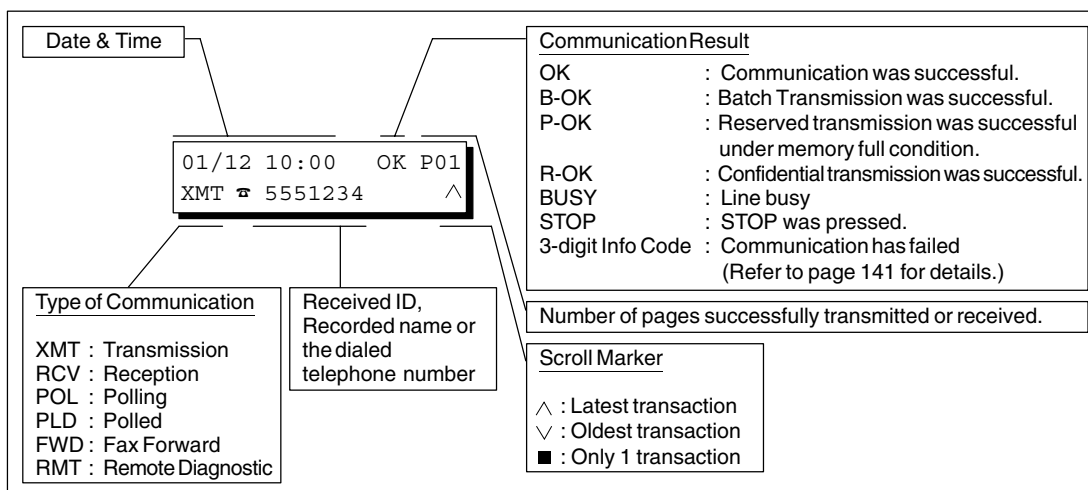 Date & Time
Communication Result
OK : Communication was successful.
B-OK : Batch Transmission was successful.
P-OK : Reserved transmission was successful
under memory full condition.
R-OK : Confidential transmission was successful.
BUSY : Line busy
STOP : STOP was pressed.
3-digit Info Code : Communication has failed
(Refer to page 141 for details.)
01/12 10:00 OK P01
XMT ☎ 5551234 ∧
Type of Communication
XMT : Transmission
RCV : Reception
POL : Polling
PLD : Polled
FWD : Fax Forward
RMT : Remote Diagnostic
Received ID,
Recorded name or
the dialed
telephone number
Number of pages successfully transmitted or received.
Scroll Marker
∧ : Latest transaction
∨ : Oldest transaction
■ : Only 1 transaction